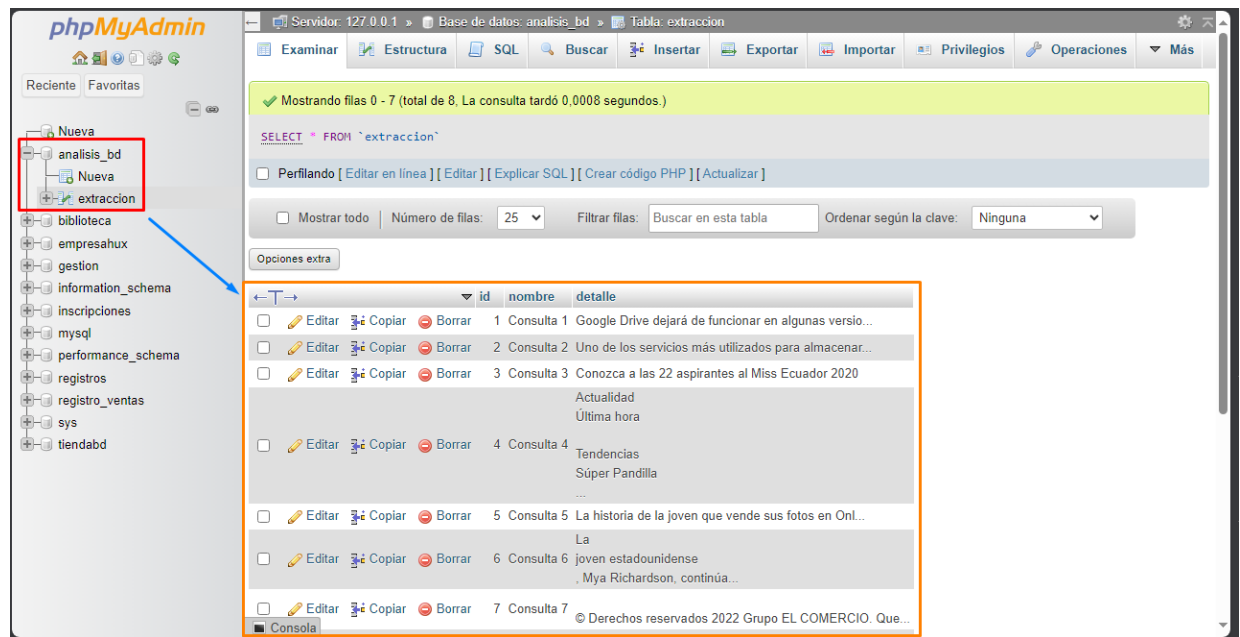 phpMyAdmin
Reciente Favoritas
Nueva
analisis_bd
Nueva
extraccion
biblioteca
empresahux
gestion
information_schema
inscripciones
mysql
performance_schema
registros
registro_ventas
sys
tiendabd
Servidor: 127.0.0.1 » Base de datos: analisis_bd » Tabla: extraccion
Examinar Estructura SQL Buscar Insertar Exportar Importar Privilegios Operaciones Más
Mostrando filas 0 - 7 (total de 8, La consulta tardó 0,0008 segundos.)
SELECT * FROM `extraccion`
Perfilando [ Editar en línea ] [ Editar ] [ Explicar SQL ] [ Crear código PHP ] [ Actualizar ]
Mostrar todo | Número de filas: 25 Filtrar filas: Buscar en esta tabla Ordenar según la clave: Ninguna
Opciones extra
←T→ id nombre detalle
Editar Copiar Borrar 1 Consulta 1 Google Drive dejará de funcionar en algunas versio...
Editar Copiar Borrar 2 Consulta 2 Uno de los servicios más utilizados para almacenar...
Editar Copiar Borrar 3 Consulta 3 Conozca a las 22 aspirantes al Miss Ecuador 2020
Actualidad
Última hora
Editar Copiar Borrar 4 Consulta 4
Tendencias
Súper Pandilla
...
Editar Copiar Borrar 5 Consulta 5 La historia de la joven que vende sus fotos en Onl...
La
Editar Copiar Borrar 6 Consulta 6 joven estadounidense
, Mya Richardson, continúa...
Editar Copiar Borrar 7 Consulta 7
© Derechos reservados 2022 Grupo EL COMERCIO. Que...
Consola